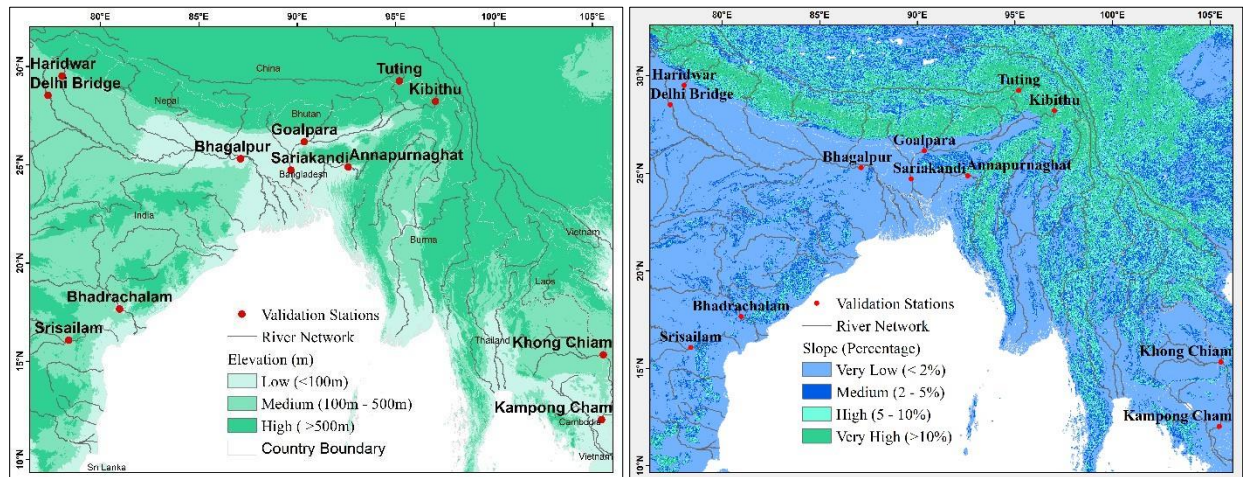 80°E 85°E 90°E 95°E 100°E 105°E
30°N
25°N
20°N
15°N
10°N
Haridwar
Delhi Bridge
China
Tuting
Kibithu
Nepal
Bhutan
Goalpara
Bhagalpur
Sariakandi
Annapurnaghat
Bangladesh
India
Burma
Vietnam
Laos
Bhadrachalam
Srisailam
Thailand
Khong Chiam
Kampong Cham
Cambodia
Vietnam
Sri Lanka
Validation Stations
River Network
Elevation (m)
Low (<100m)
Medium (100m - 500m)
High ( >500m)
Country Boundary
80°E 85°E 90°E 95°E 100°E 105°E
30°N
25°N
20°N
15°N
10°N
Haridwar
Delhi Bridge
Tuting
Kibithu
Goalpara
Bhagalpur
Sariakandi
Annapurnaghat
Bhadrachalam
Srisailam
Khong Chiam
Kampong Cham
Validation Stations
River Network
Slope (Percentage)
Very Low (< 2%)
Medium (2 - 5%)
High (5 - 10%)
Very High (>10%)